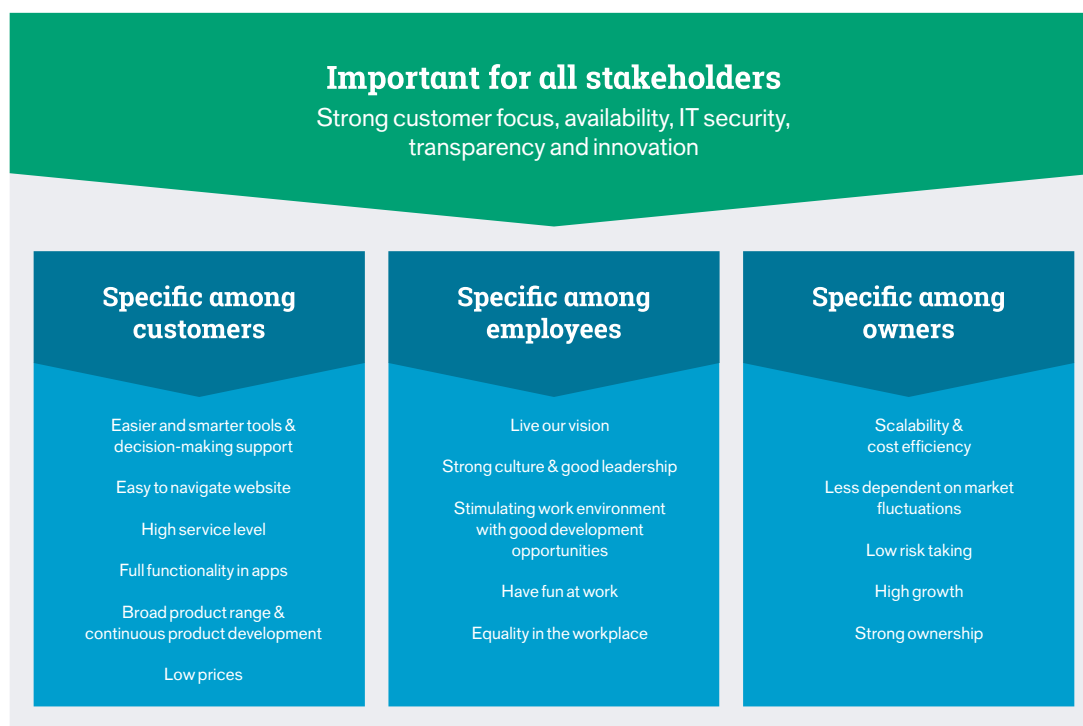 Important for all stakeholders
Strong customer focus, availability, IT security,
transparency and innovation
Specific among
customers
Easier and smarter tools &
decision-making support
Easy to navigate website
High service level
Full functionality in apps
Broad product range &
continuous product development
Low prices
Specific among
employees
Live our vision
Strong culture & good leadership
Stimulating work environment
with good development
opportunities
Have fun at work
Equality in the workplace
Specific among
owners
Scalability &
cost efficiency
Less dependent on market
fluctuations
Low risk taking
High growth
Strong ownership